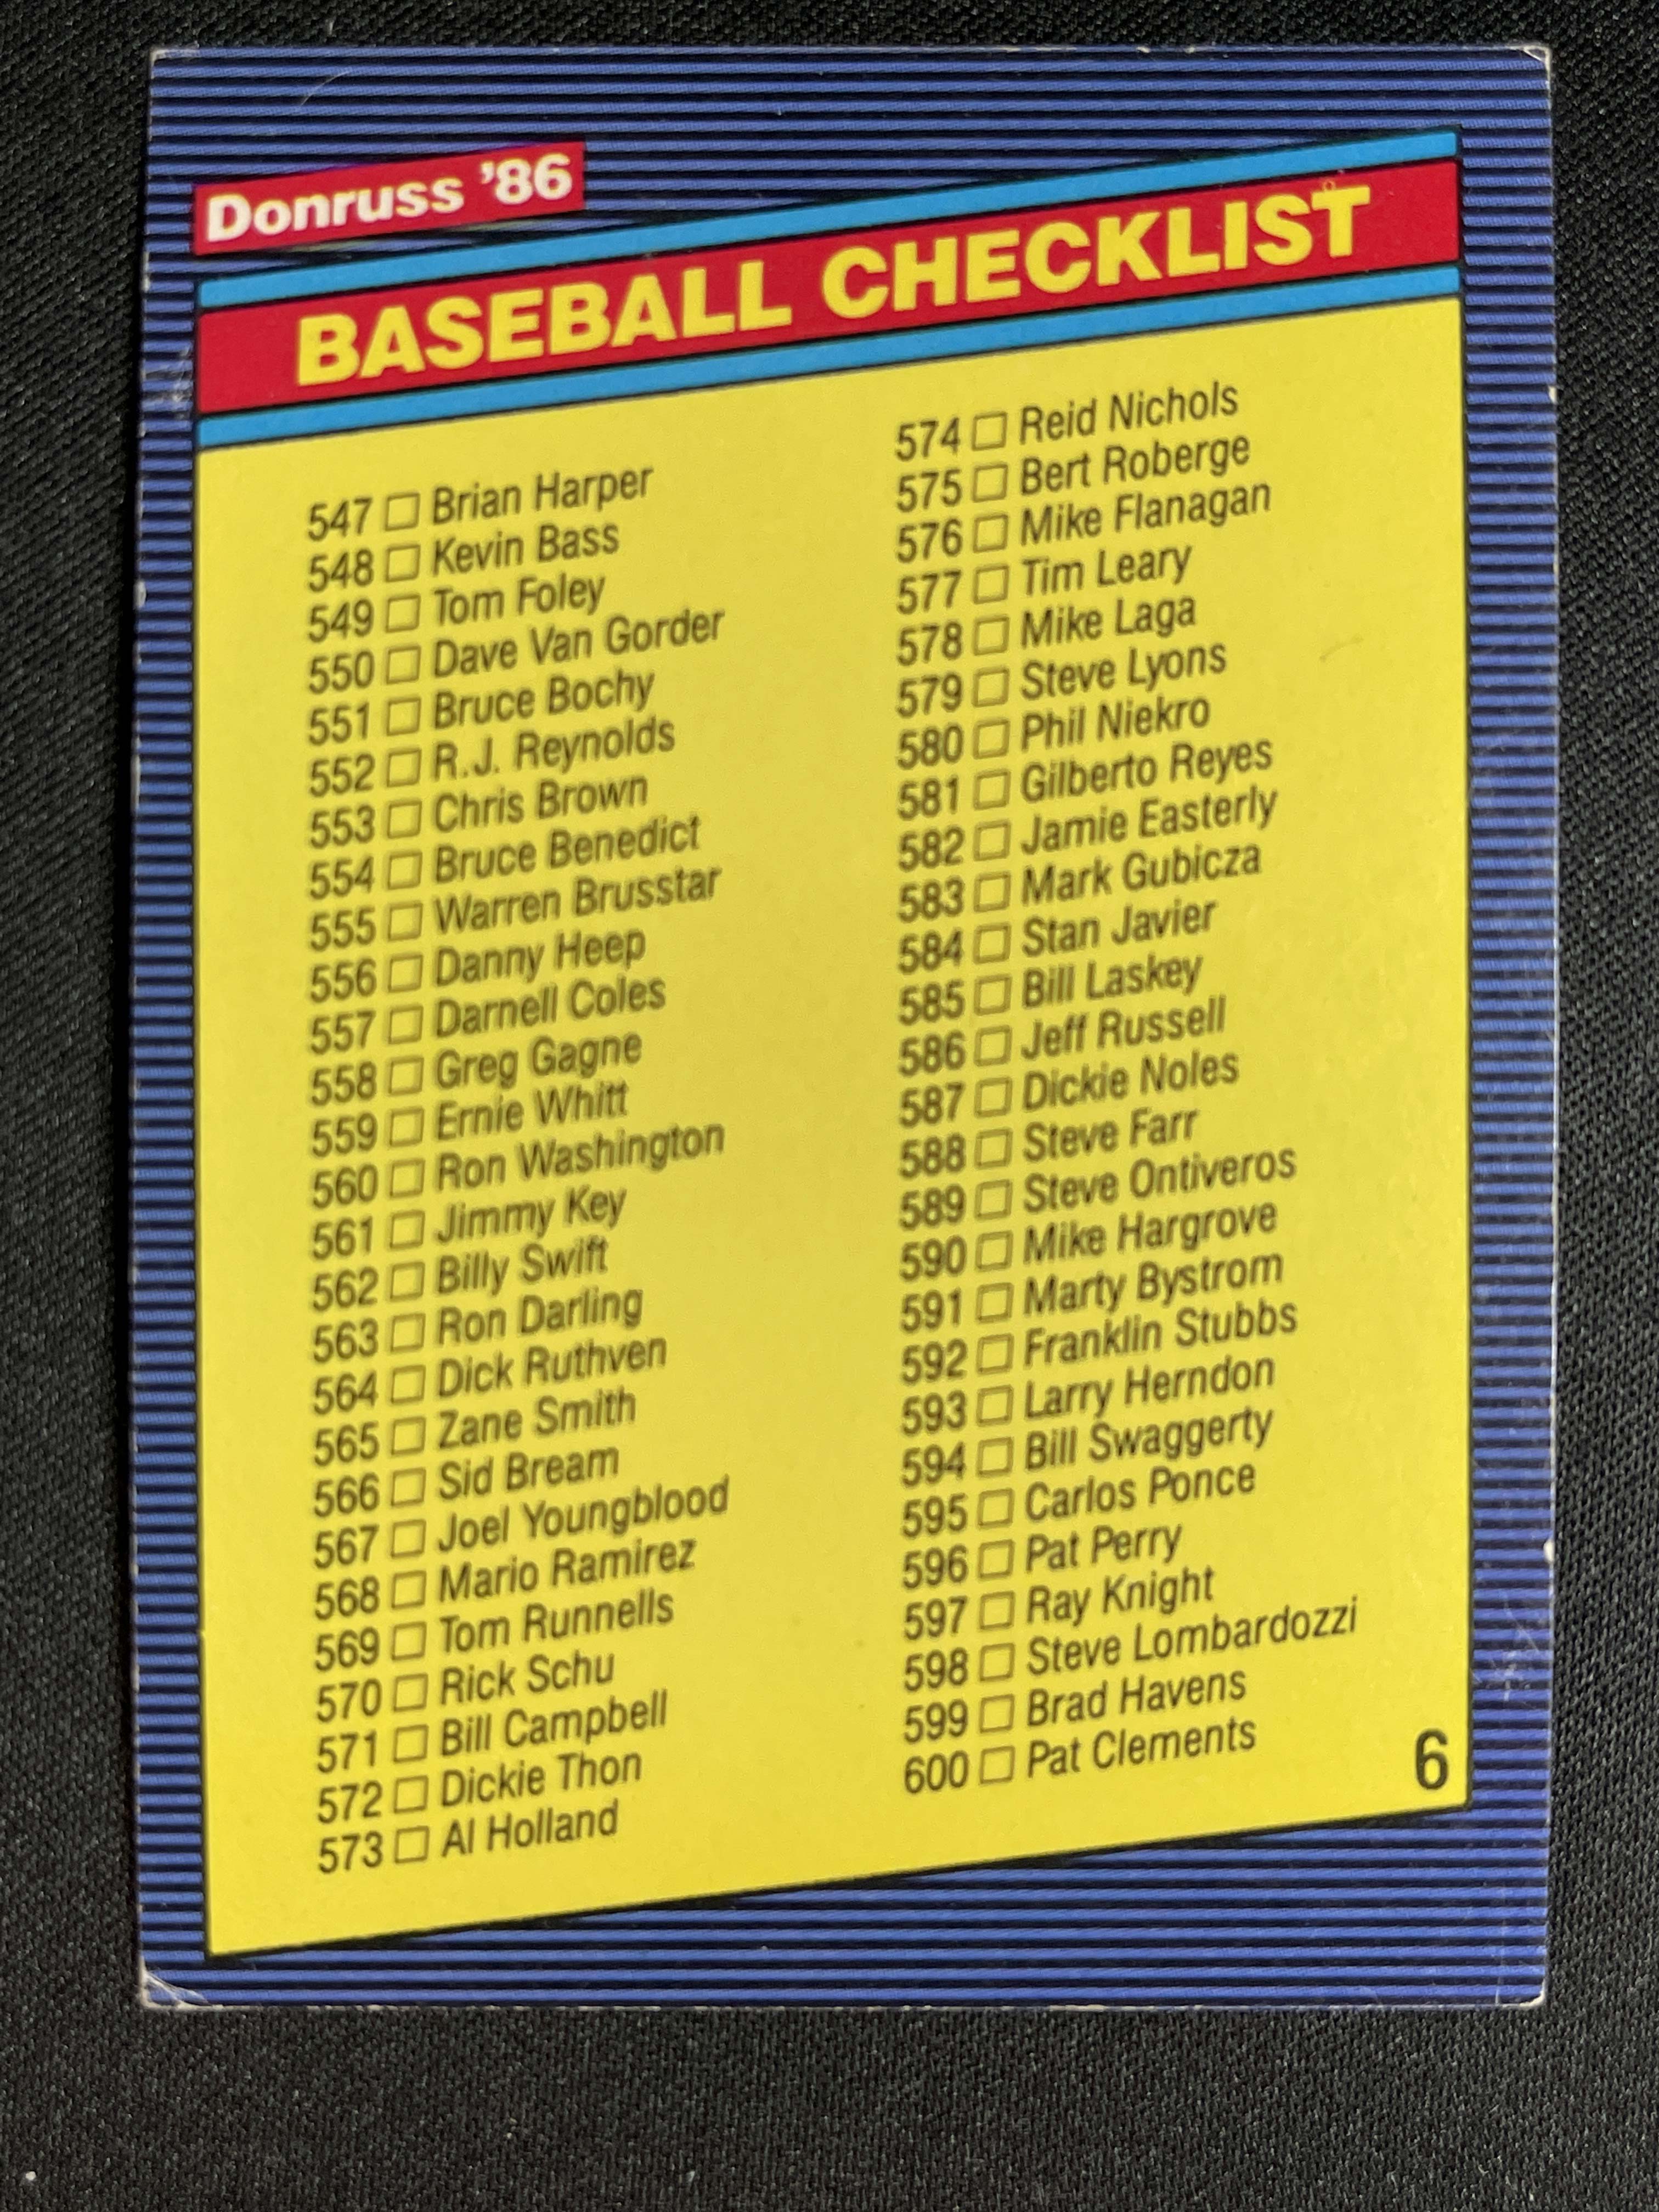 Donruss '86
BASEBALL CHECKLIST
547 □ Brian Harper
548 □ Kevin Bass
549 □ Tom Foley
550 □ Dave Van Gorder
551 □ Bruce Bochy
552 □ R.J. Reynolds
553 □ Chris Brown
554 □ Bruce Benedict
555 □ Warren Brusstar
556 □ Danny Heep
557 □ Darnell Coles
558 □ Greg Gagne
559 □ Ernie Whitt
560 □ Ron Washington
561 □ Jimmy Key
562 □ Billy Swift
563 □ Ron Darling
564 □ Dick Ruthven
565 □ Zane Smith
566 □ Sid Bream
567 □ Joel Youngblood
568 □ Mario Ramirez
569 □ Tom Runnells
570 □ Rick Schu
571 □ Bill Campbell
572 □ Dickie Thon
573 □ Al Holland
574 □ Reid Nichols
575 □ Bert Roberge
576 □ Mike Flanagan
577 □ Tim Leary
578 □ Mike Laga
579 □ Steve Lyons
580 □ Phil Niekro
581 □ Gilberto Reyes
582 □ Jamie Easterly
583 □ Mark Gubicza
584 □ Stan Javier
585 □ Bill Laskey
586 □ Jeff Russell
587 □ Dickie Noles
588 □ Steve Farr
589 □ Steve Ontiveros
590 □ Mike Hargrove
591 □ Marty Bystrom
592 □ Franklin Stubbs
593 □ Larry Herndon
594 □ Bill Swaggerty
595 □ Carlos Ponce
596 □ Pat Perry
597 □ Ray Knight
598 □ Steve Lombardozzi
599 □ Brad Havens
600 □ Pat Clements
6